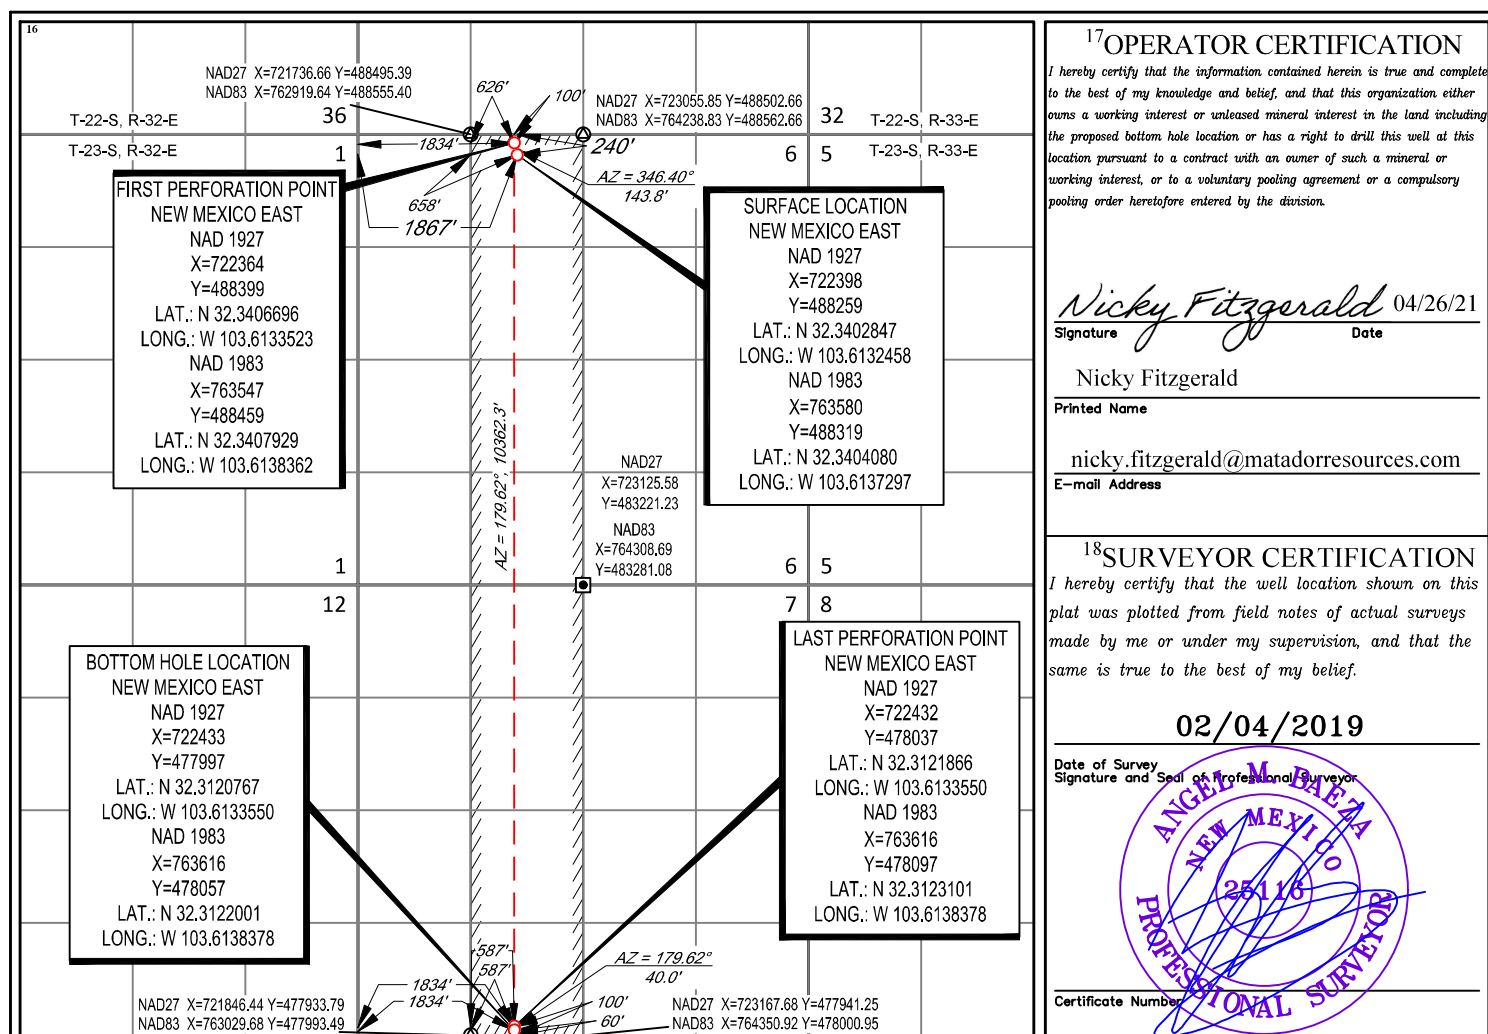 16
NAD27 X=721736.66 Y=488495.39
NAD83 X=762919.64 Y=488555.40
626'
100'
NAD27 X=723055.85 Y=488502.66
NAD83 X=764238.83 Y=488562.66
T-22-S, R-32-E
36
32
T-22-S, R-33-E
T-23-S, R-32-E
1
1834'
240'
6
5
T-23-S, R-33-E
AZ = 346.40°
143.8'
658'
1867'
FIRST PERFORATION POINT
NEW MEXICO EAST
NAD 1927
X=722364
Y=488399
LAT.: N 32.3406696
LONG.: W 103.6133523
NAD 1983
X=763547
Y=488459
LAT.: N 32.3407929
LONG.: W 103.6138362
SURFACE LOCATION
NEW MEXICO EAST
NAD 1927
X=722398
Y=488259
LAT.: N 32.3402847
LONG.: W 103.6132458
NAD 1983
X=763580
Y=488319
LAT.: N 32.3404080
LONG.: W 103.6137297
AZ = 179.62°, 10362.3'
NAD27
X=723125.58
Y=483221.23
NAD83
X=764308.69
Y=483281.08
1
6
5
12
7
8
BOTTOM HOLE LOCATION
NEW MEXICO EAST
NAD 1927
X=722433
Y=477997
LAT.: N 32.3120767
LONG.: W 103.6133550
NAD 1983
X=763616
Y=478057
LAT.: N 32.3122001
LONG.: W 103.6138378
LAST PERFORATION POINT
NEW MEXICO EAST
NAD 1927
X=722432
Y=478037
LAT.: N 32.3121866
LONG.: W 103.6133550
NAD 1983
X=763616
Y=478097
LAT.: N 32.3123101
LONG.: W 103.6138378
587'
587'
AZ = 179.62°
40.0'
1834'
1834'
100'
60'
NAD27 X=721846.44 Y=477933.79
NAD83 X=763029.68 Y=477993.49
NAD27 X=723167.68 Y=477941.25
NAD83 X=764350.92 Y=478000.95
17OPERATOR CERTIFICATION
I hereby certify that the information contained herein is true and complete
to the best of my knowledge and belief, and that this organization either
owns a working interest or unleased mineral interest in the land including
the proposed bottom hole location or has a right to drill this well at this
location pursuant to a contract with an owner of such a mineral or
working interest, or to a voluntary pooling agreement or a compulsory
pooling order heretofore entered by the division.
Nicky Fitzgerald 04/26/21
Signature Date
Nicky Fitzgerald
Printed Name
nicky.fitzgerald@matadorresources.com
E-mail Address
18SURVEYOR CERTIFICATION
I hereby certify that the well location shown on this
plat was plotted from field notes of actual surveys
made by me or under my supervision, and that the
same is true to the best of my belief.
02/04/2019
Date of Survey
Signature and Seal of Professional Surveyor
ANGEL M. BAEZA
NEW MEXICO
25116
PROFESSIONAL SURVEYOR
Certificate Number